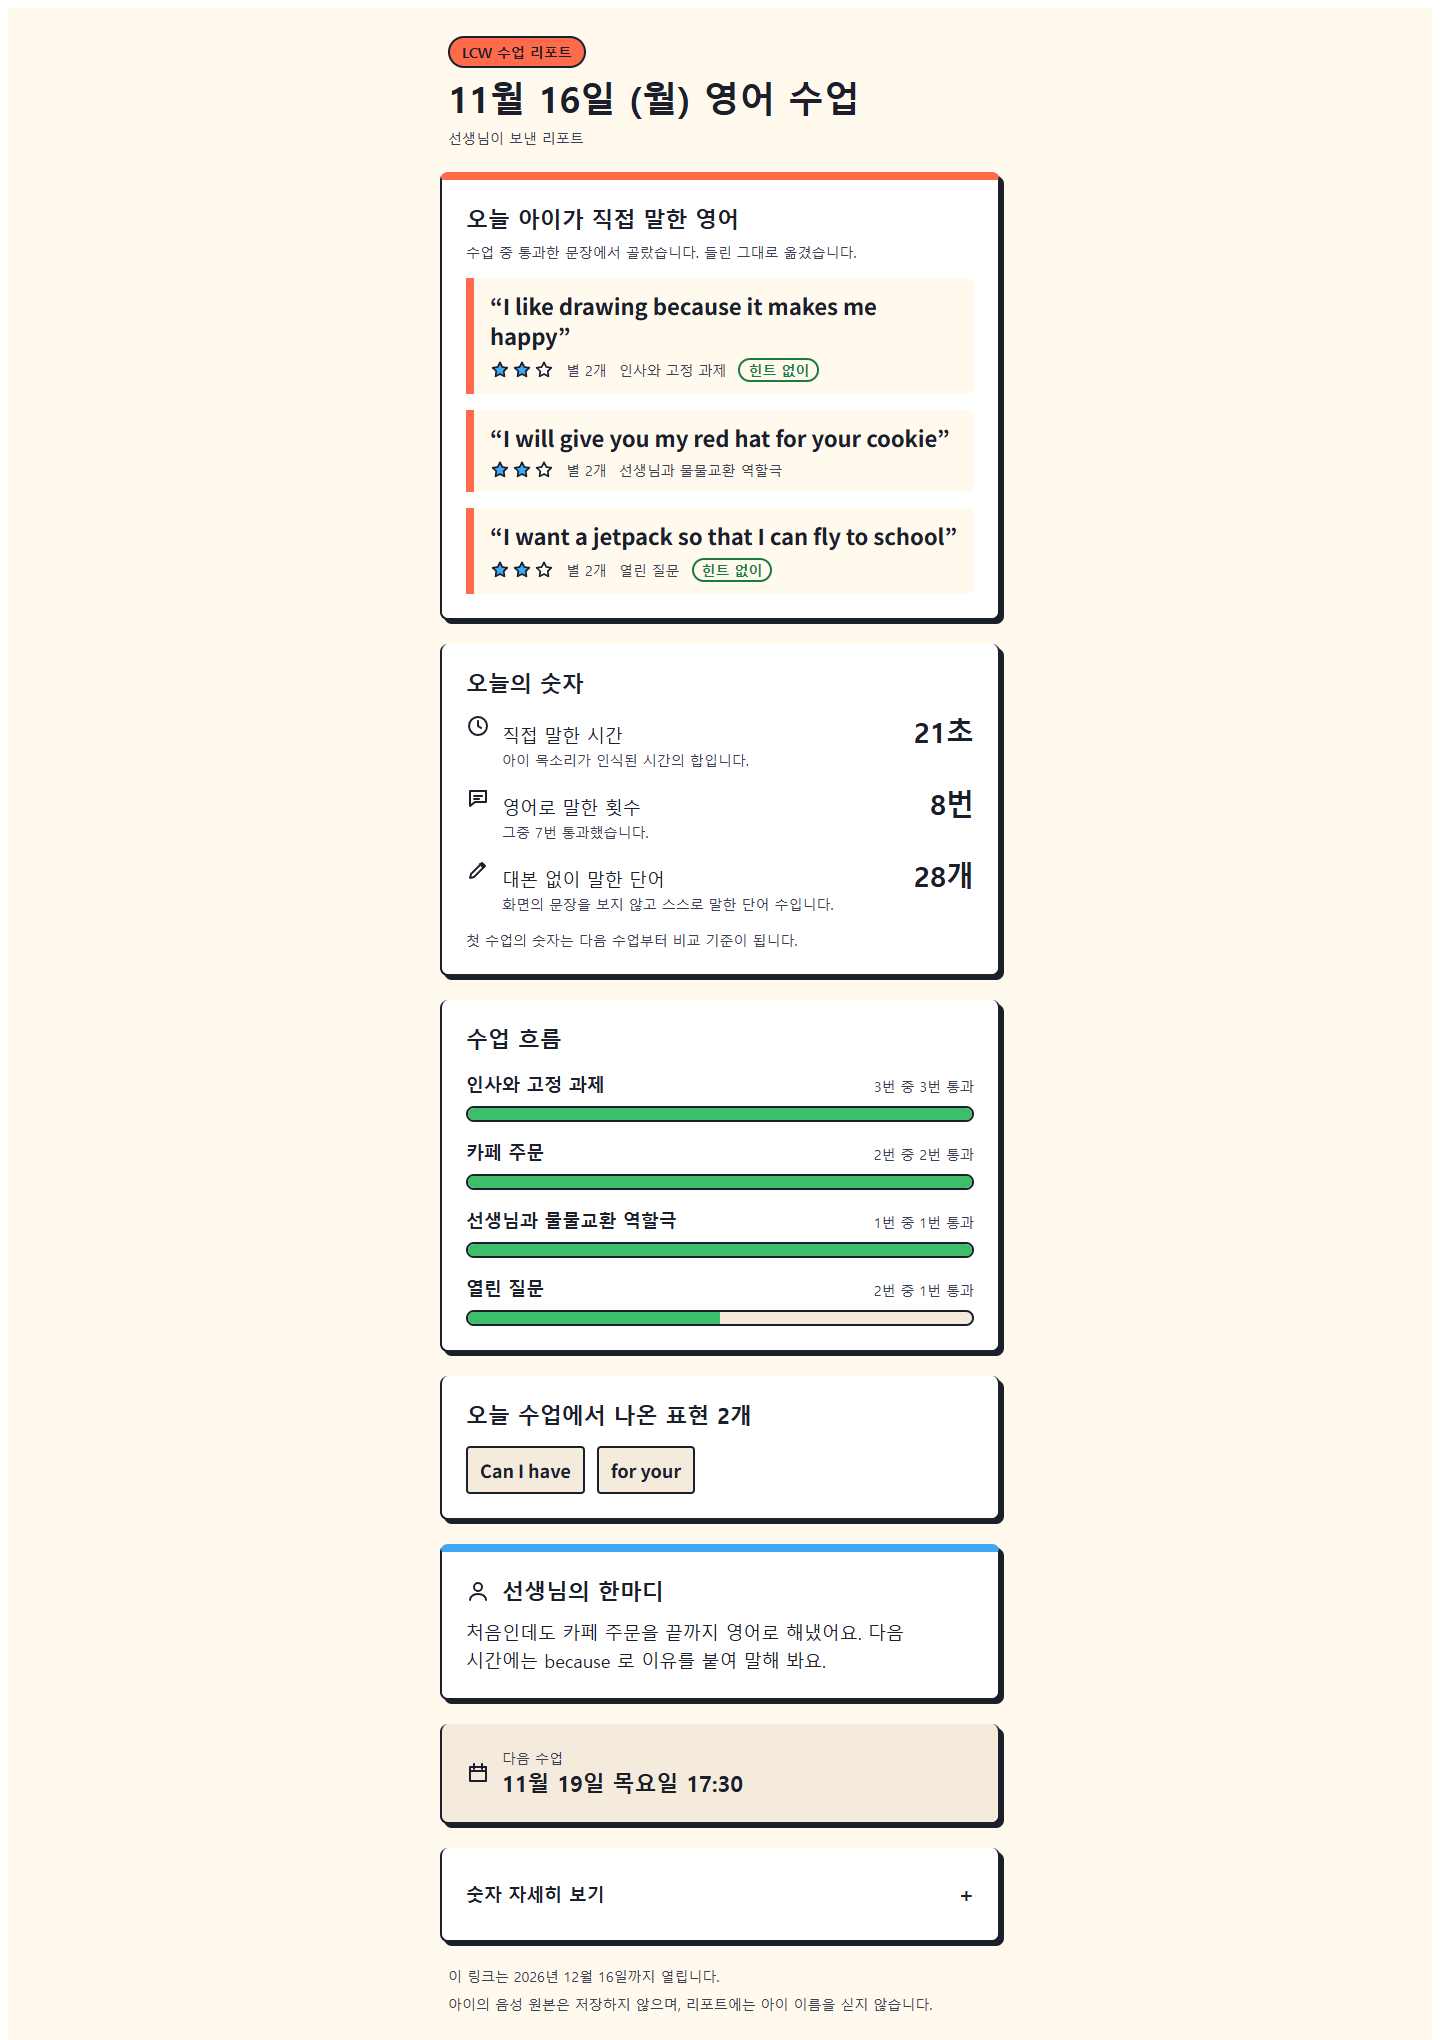 LCW 수업 리포트
11월 16일 (월) 영어 수업
선생님이 보낸 리포트
오늘 아이가 직접 말한 영어
수업 중 통과한 문장에서 골랐습니다. 들린 그대로 옮겼습니다.
“I like drawing because it makes me
happy”
별 2개 인사와 고정 과제 힌트 없이
“I will give you my red hat for your cookie”
별 2개 선생님과 물물교환 역할극
“I want a jetpack so that I can fly to school”
별 2개 열린 질문 힌트 없이
오늘의 숫자
직접 말한 시간 21초
아이 목소리가 인식된 시간의 합입니다.
영어로 말한 횟수 8번
그중 7번 통과했습니다.
대본 없이 말한 단어 28개
화면의 문장을 보지 않고 스스로 말한 단어 수입니다.
첫 수업의 숫자는 다음 수업부터 비교 기준이 됩니다.
수업 흐름
인사와 고정 과제 3번 중 3번 통과
카페 주문 2번 중 2번 통과
선생님과 물물교환 역할극 1번 중 1번 통과
열린 질문 2번 중 1번 통과
오늘 수업에서 나온 표현 2개
Can I have for your
선생님의 한마디
처음인데도 카페 주문을 끝까지 영어로 해냈어요. 다음
시간에는 because 로 이유를 붙여 말해 봐요.
다음 수업
11월 19일 목요일 17:30
숫자 자세히 보기 +
이 링크는 2026년 12월 16일까지 열립니다.
아이의 음성 원본은 저장하지 않으며, 리포트에는 아이 이름을 싣지 않습니다.